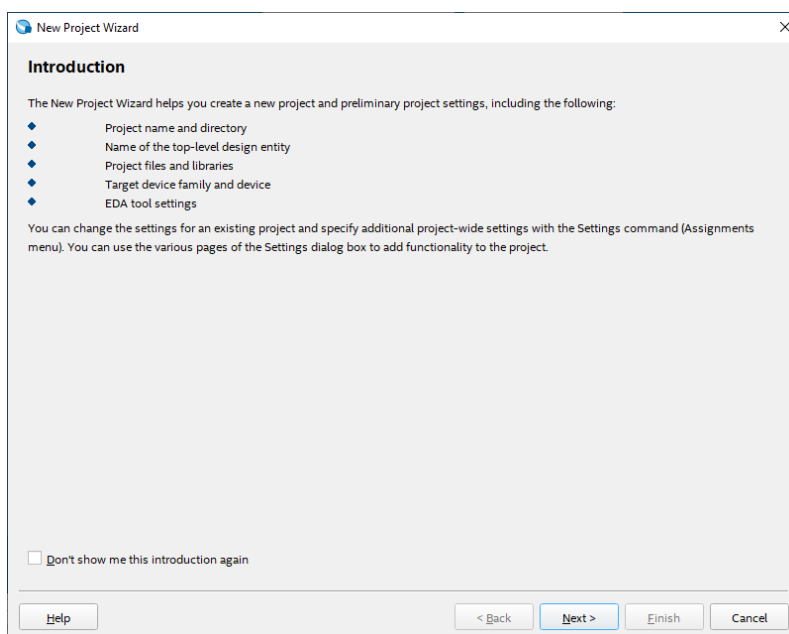 New Project Wizard
Introduction
The New Project Wizard helps you create a new project and preliminary project settings, including the following:
Project name and directory
Name of the top-level design entity
Project files and libraries
Target device family and device
EDA tool settings
You can change the settings for an existing project and specify additional project-wide settings with the Settings command (Assignments
menu). You can use the various pages of the Settings dialog box to add functionality to the project.
Don't show me this introduction again
Help
< Back
Next >
Finish
Cancel